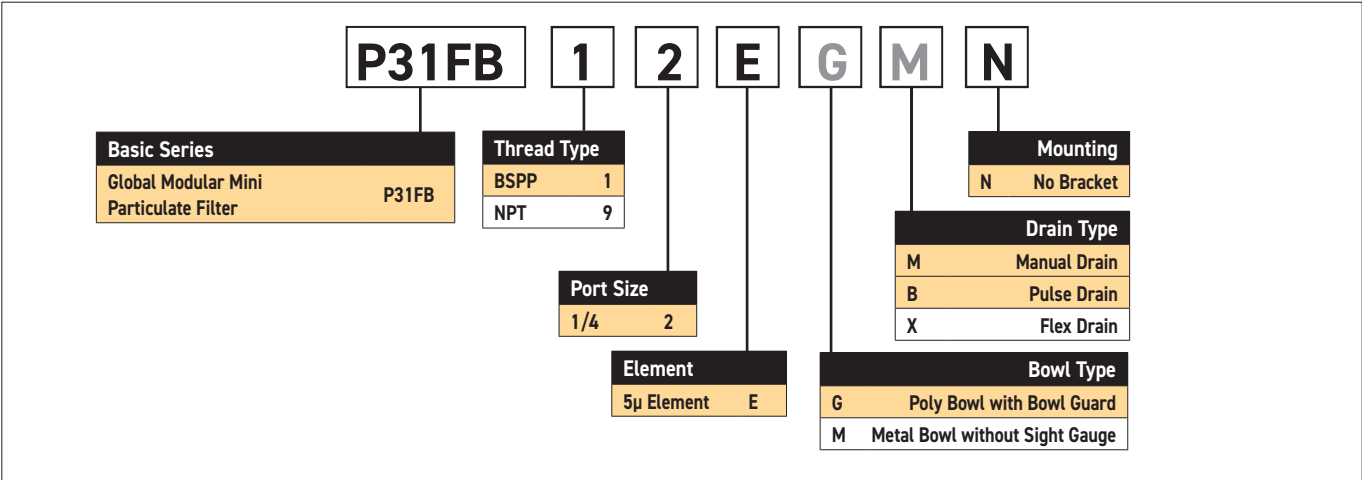 P31FB 1 2 E G M N
Basic Series
Global Modular Mini
Particulate Filter P31FB
Thread Type
BSPP 1
NPT 9
Port Size
1/4 2
Element
5µ Element E
Mounting
N No Bracket
Drain Type
M Manual Drain
B Pulse Drain
X Flex Drain
Bowl Type
G Poly Bowl with Bowl Guard
M Metal Bowl without Sight Gauge